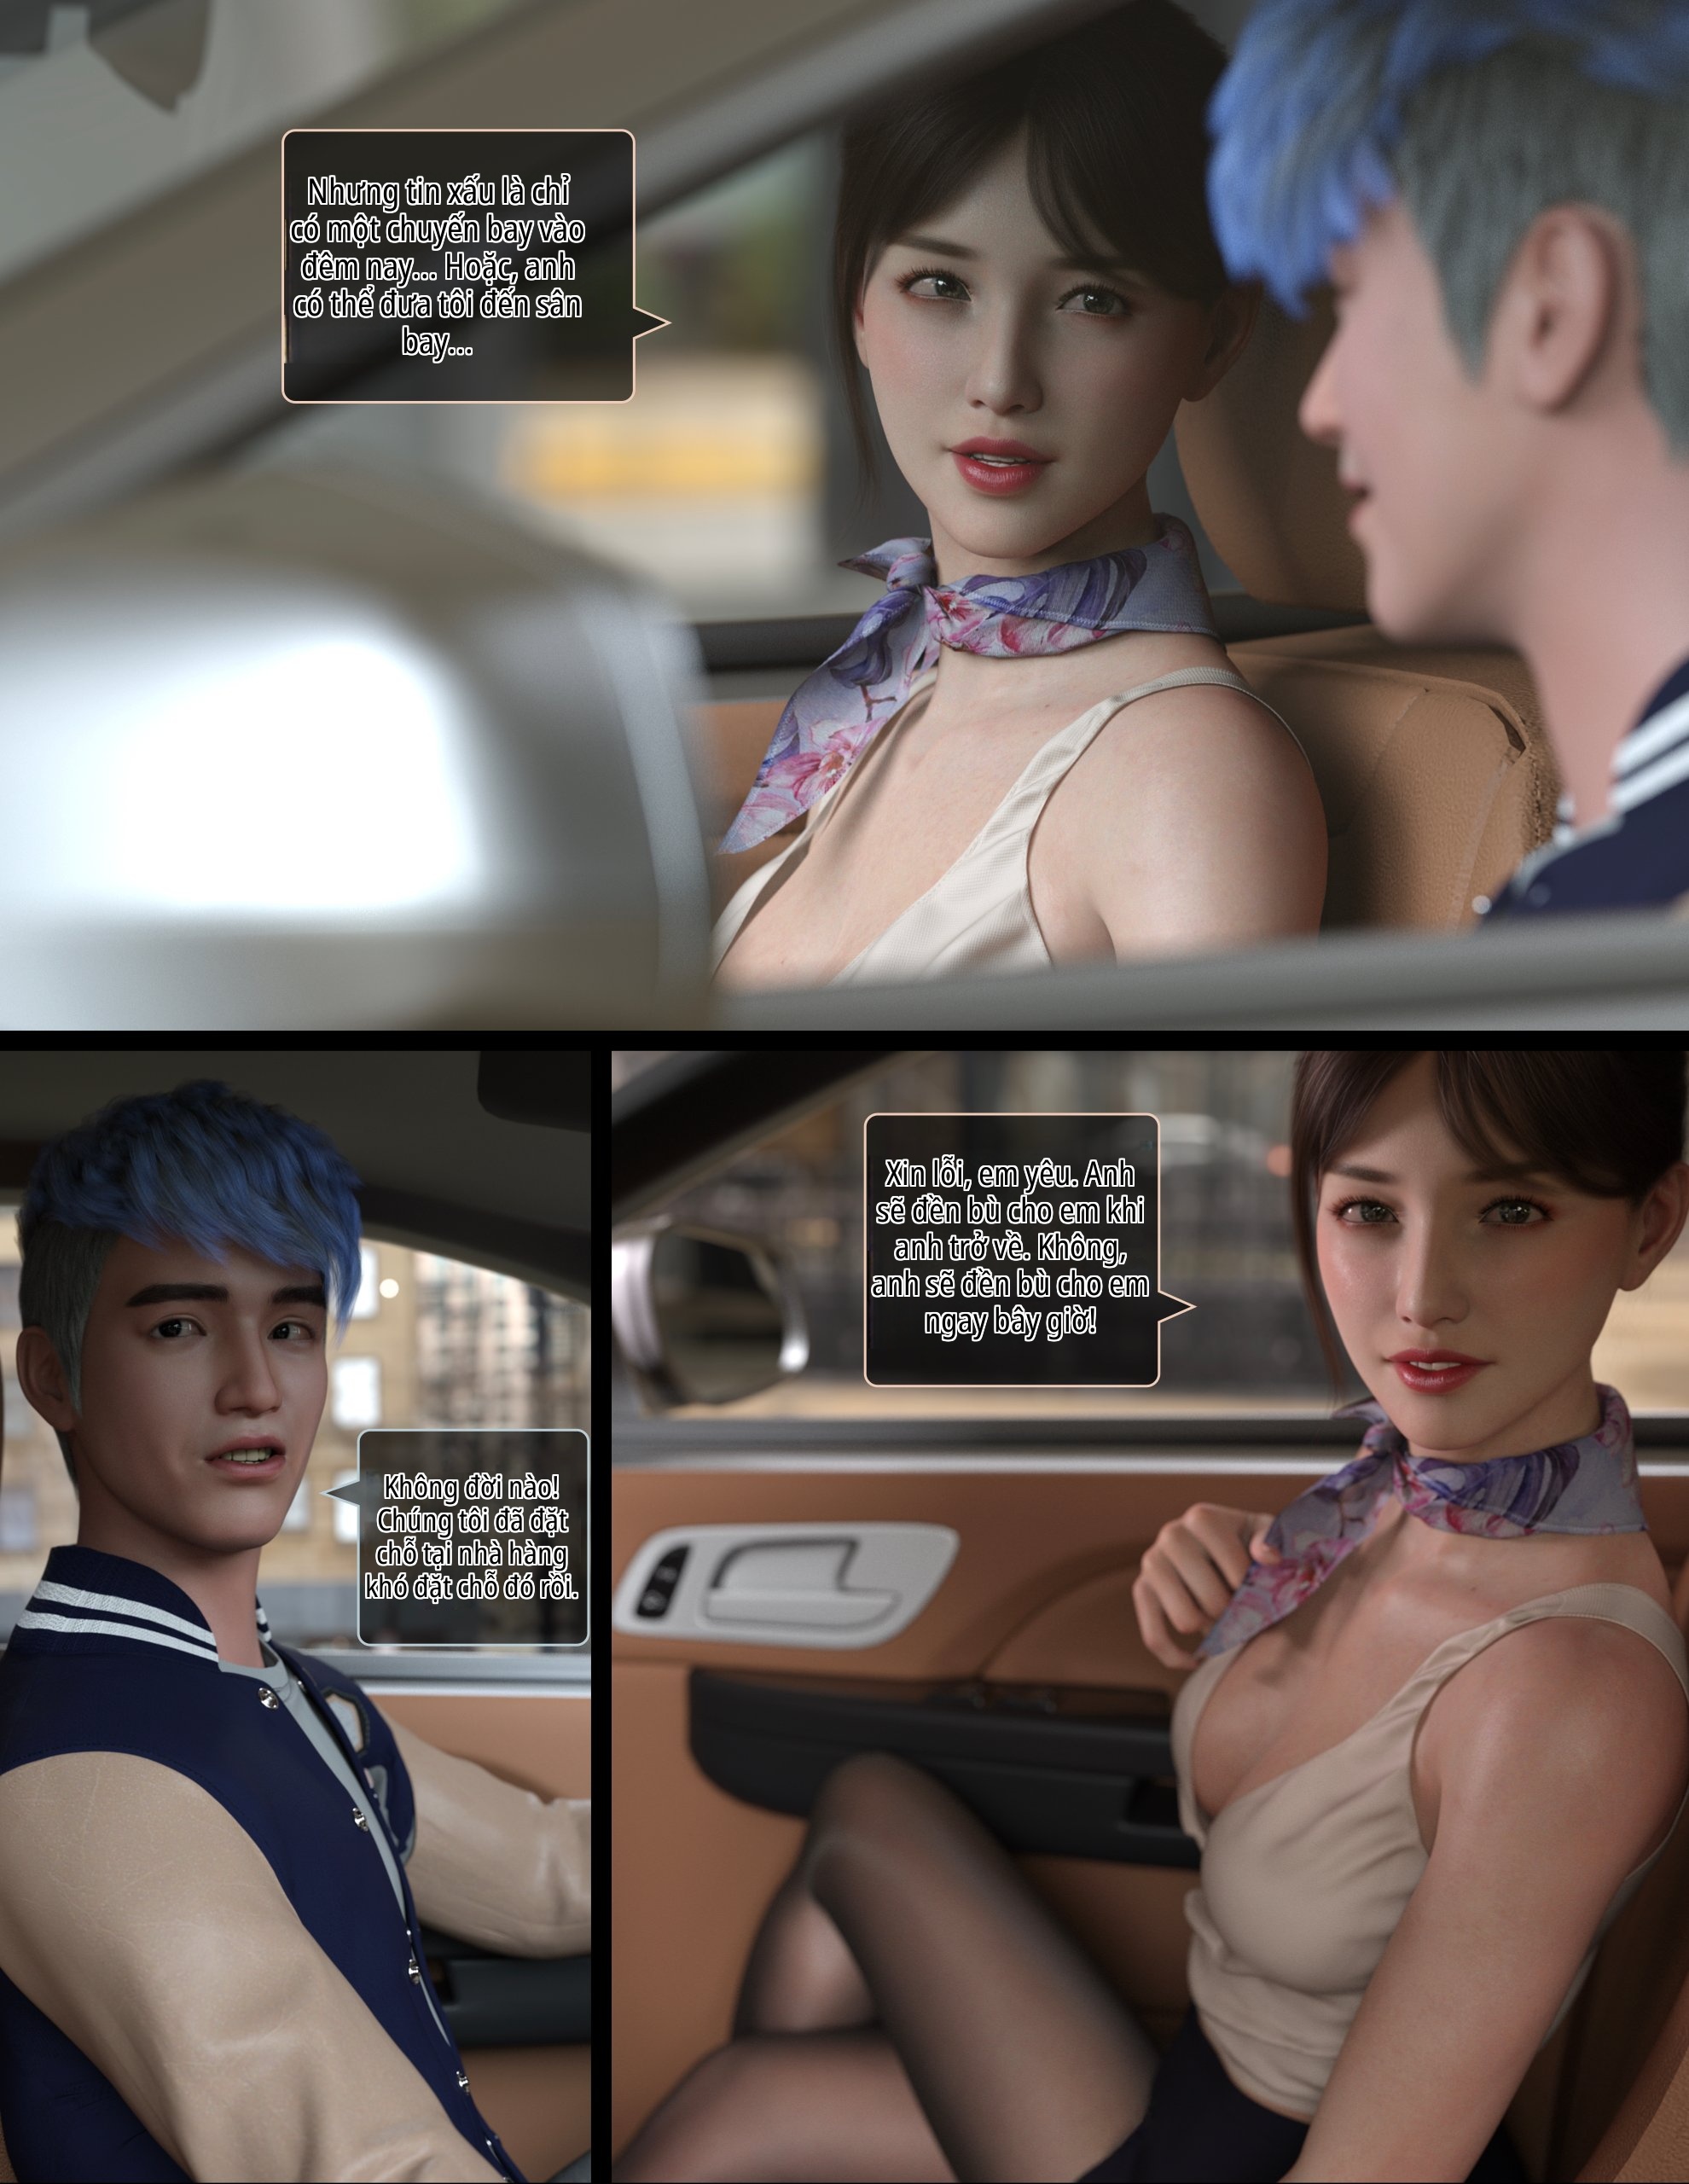 Nhưng tin xấu là chỉ
có một chuyến bay vào
đêm nay... Hoặc, anh
có thể đưa tôi đến sân
bay...
Không đời nào!
Chúng tôi đã đặt
chỗ tại nhà hàng
khó đặt chỗ đó rồi.
Xin lỗi, em yêu. Anh
sẽ đền bù cho em khi
anh trở về. Không,
anh sẽ đền bù cho em
ngay bây giờ!